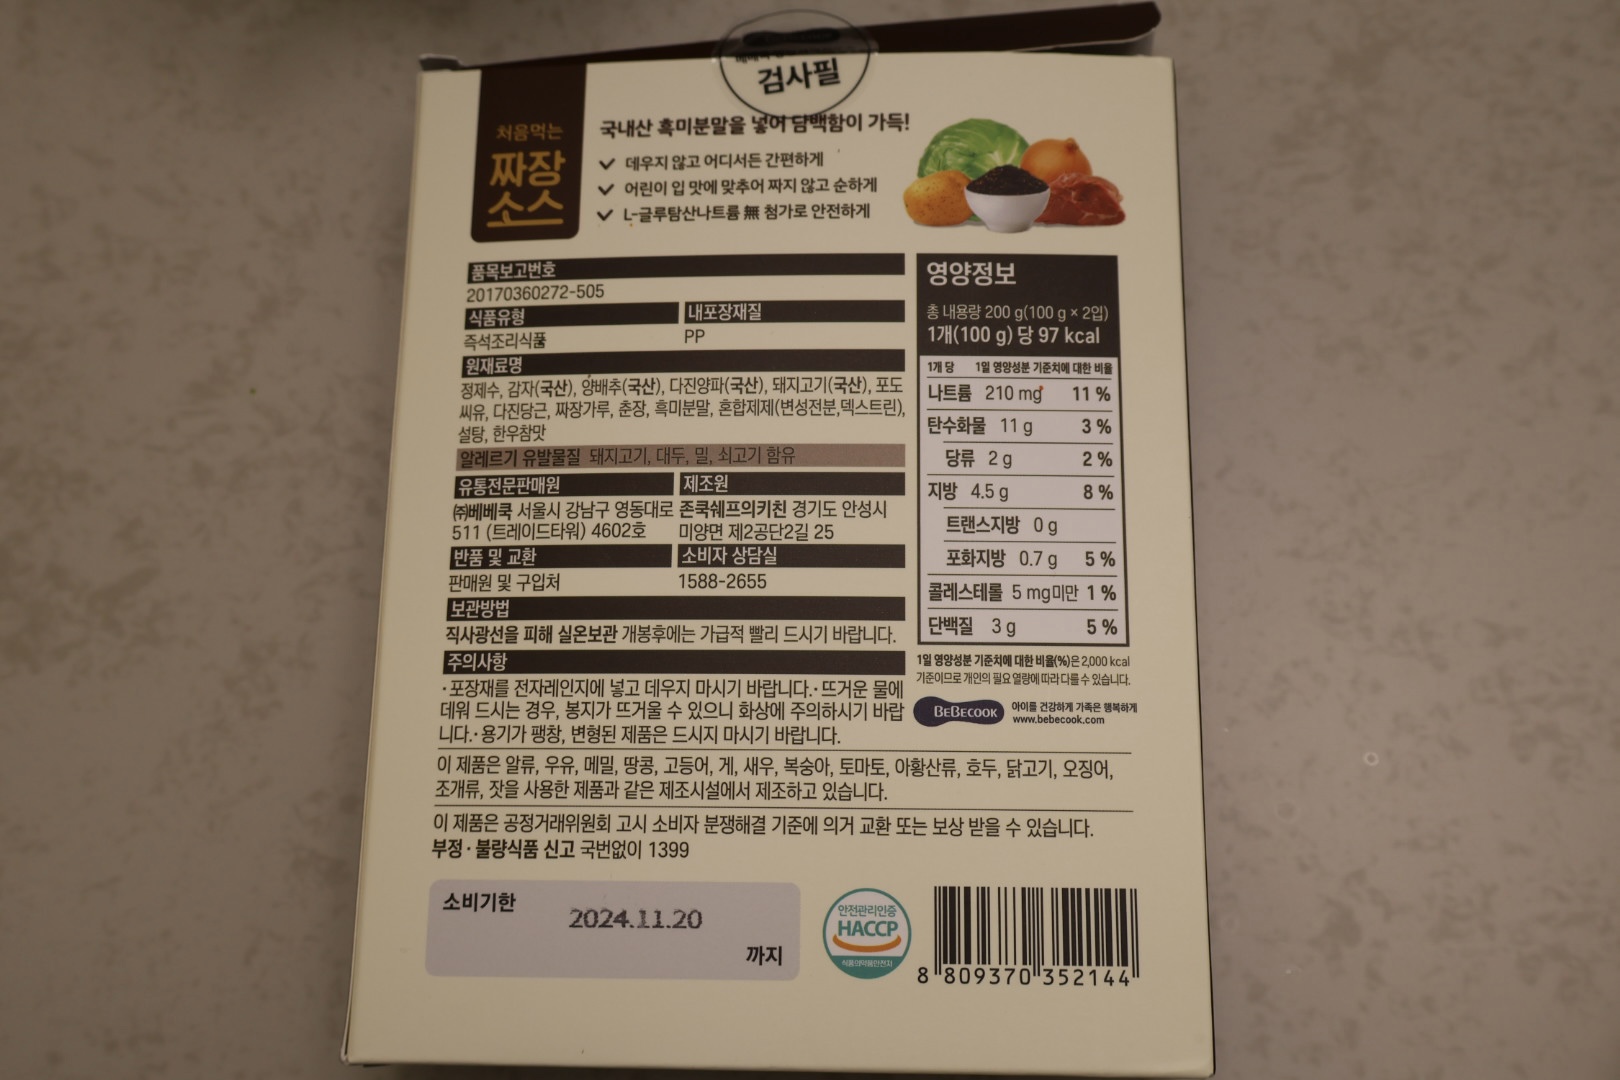 검사필
처음먹는
짜장
소스
국내산 흑미분말을 넣어 담백함이 가득!
데우지 않고 어디서든 간편하게
어린이 입 맛에 맞추어 짜지 않고 순하게
L-글루탐산나트륨 無 첨가로 안전하게
품목보고번호
20170360272-505
식품유형
즉석조리식품
내포장재질
PP
원재료명
정제수, 감자(국산), 양배추(국산), 다진양파(국산), 돼지고기(국산), 포도
씨유, 다진당근, 짜장가루, 춘장, 흑미분말, 혼합제제(변성전분,덱스트린),
설탕, 한우참맛
알레르기 유발물질 돼지고기, 대두, 밀, 쇠고기 함유
유통전문판매원
㈜베베쿡 서울시 강남구 영동대로
511 (트레이드타워) 4602호
제조원
존쿡쉐프의키친 경기도 안성시
미양면 제2공단2길 25
반품 및 교환
판매원 및 구입처
소비자 상담실
1588-2655
보관방법
직사광선을 피해 실온보관 개봉후에는 가급적 빨리 드시기 바랍니다.
주의사항
·포장재를 전자레인지에 넣고 데우지 마시기 바랍니다.·뜨거운 물에
데워 드시는 경우, 봉지가 뜨거울 수 있으니 화상에 주의하시기 바랍
니다.·용기가 팽창, 변형된 제품은 드시지 마시기 바랍니다.
영양정보
총 내용량 200 g(100 g × 2입)
1개(100 g) 당 97 kcal
1개 당 1일 영양성분 기준치에 대한 비율
나트륨 210 mg 11 %
탄수화물 11 g 3 %
당류 2 g 2 %
지방 4.5 g 8 %
트랜스지방 0 g
포화지방 0.7 g 5 %
콜레스테롤 5 mg미만 1 %
단백질 3 g 5 %
1일 영양성분 기준치에 대한 비율(%)은 2,000 kcal
기준이므로 개인의 필요 열량에 따라 다를 수 있습니다.
BEBECOOK
아이를 건강하게 가족은 행복하게
www.bebecook.com
이 제품은 알류, 우유, 메밀, 땅콩, 고등어, 게, 새우, 복숭아, 토마토, 아황산류, 호두, 닭고기, 오징어,
조개류, 잣을 사용한 제품과 같은 제조시설에서 제조하고 있습니다.
이 제품은 공정거래위원회 고시 소비자 분쟁해결 기준에 의거 교환 또는 보상 받을 수 있습니다.
부정·불량식품 신고 국번없이 1399
소비기한
2024.11.20
까지
안전관리인증
HACCP
식품의약품안전처
8 809370 352144